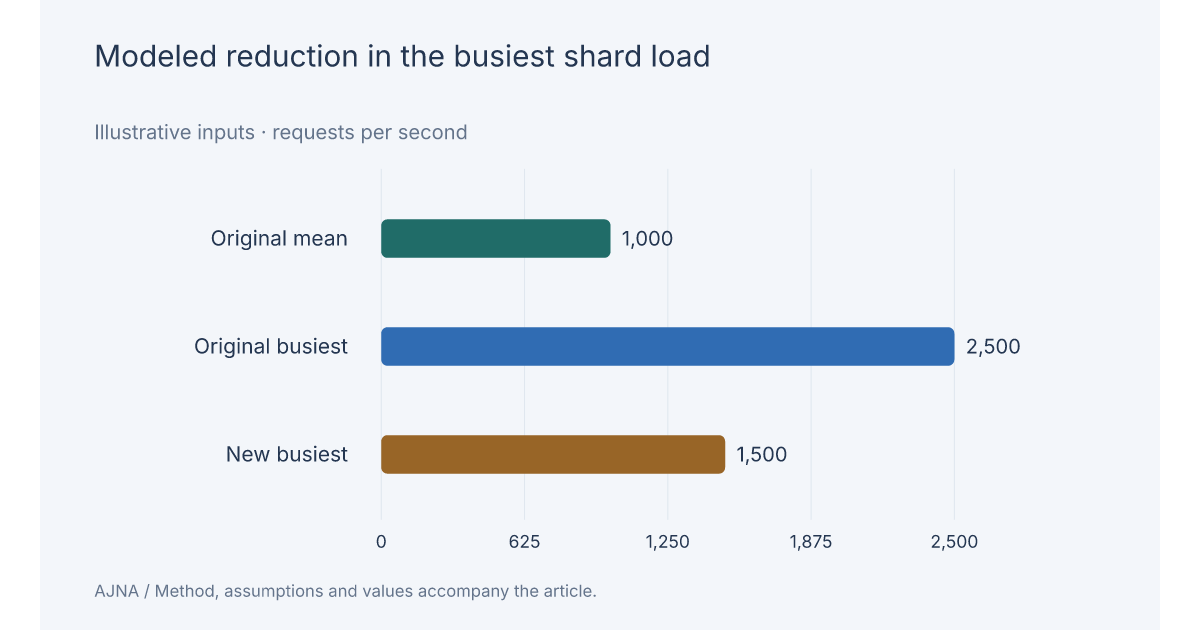 Modeled reduction in the busiest shard load
Illustrative inputs · requests per second
Original mean 1,000
Original busiest 2,500
New busiest 1,500
0 625 1,250 1,875 2,500
AJNA / Method, assumptions and values accompany the article.